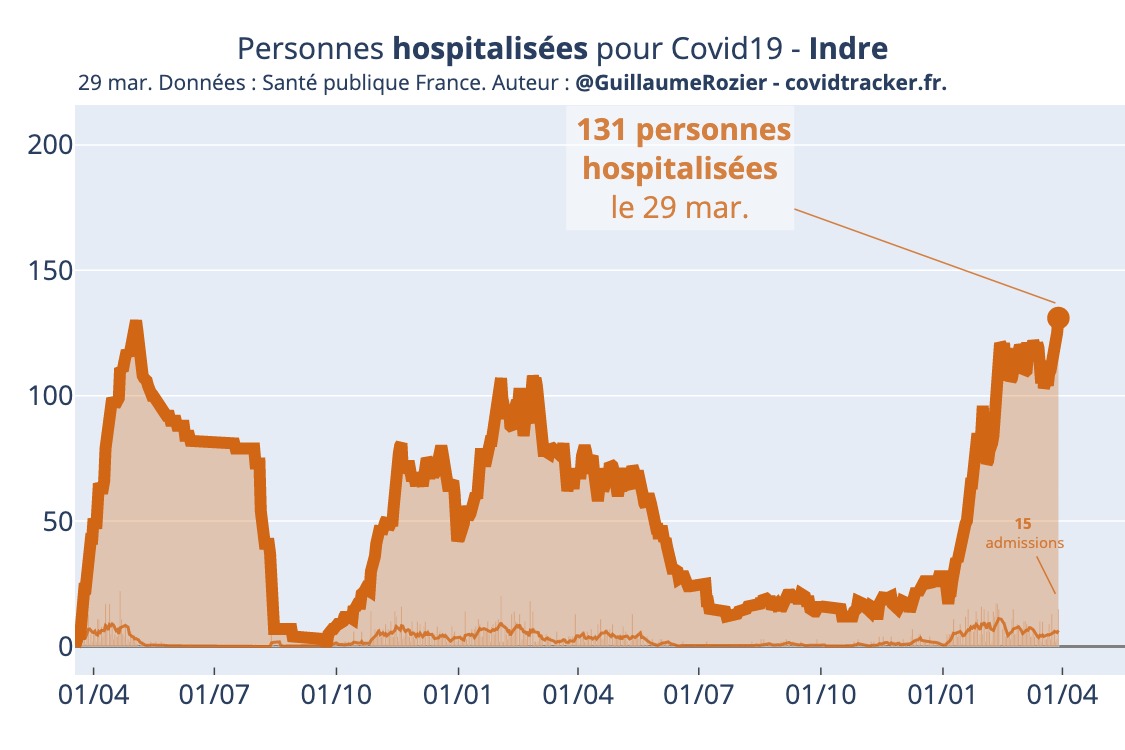 Personnes hospitalisées pour Covid19 - Indre
29 mar. Données : Santé publique France. Auteur : @GuillaumeRozier - covidtracker.fr.
131 personnes
hospitalisées
le 29 mar.
200
150
100
50
0
15
admissions
01/04
01/07
01/10
01/01
01/04
01/07
01/10
01/01
01/04